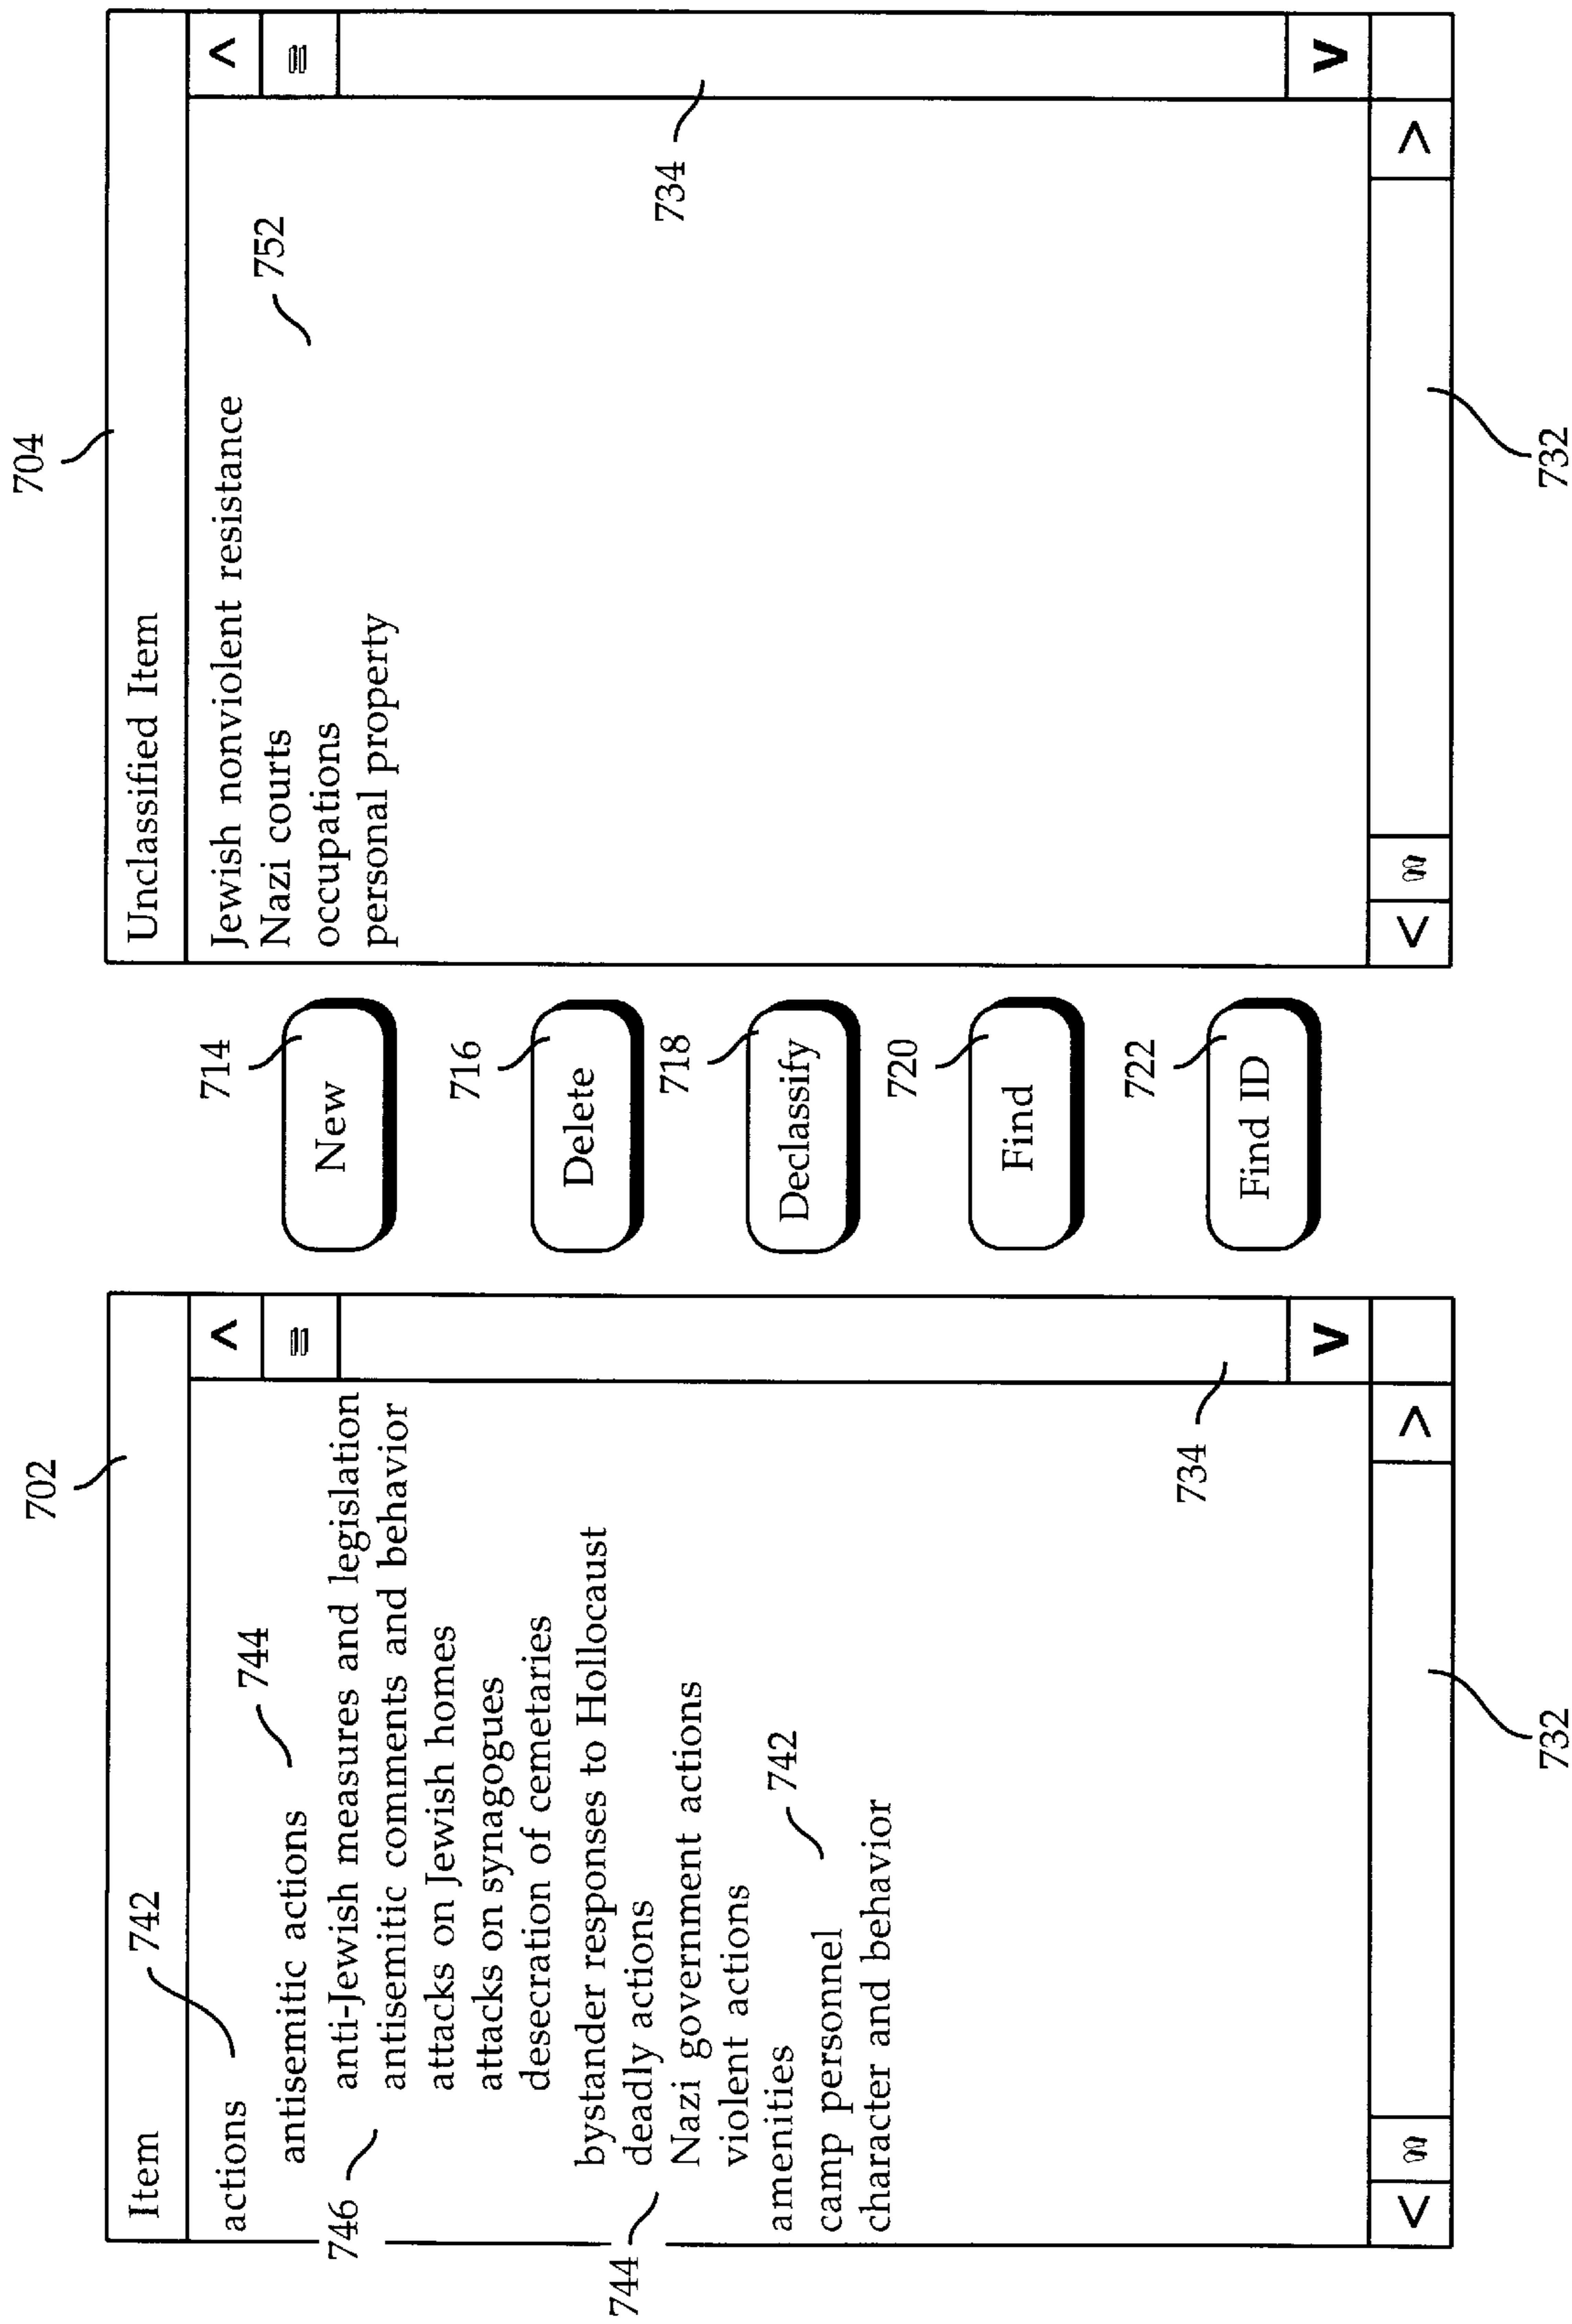 702
Item
742
actions
744
antisemitic actions
746
anti-Jewish measures and legislation
antisemitic comments and behavior
attacks on Jewish homes
attacks on synagogues
desecration of cemetaries
bystander responses to Hollocaust
744
deadly actions
Nazi government actions
violent actions
742
amenities
camp personnel
character and behavior
734
732
714
New
716
Delete
718
Declassify
720
Find
722
Find ID
704
Unclassified Item
752
Jewish nonviolent resistance
Nazi courts
occupations
personal property
734
732